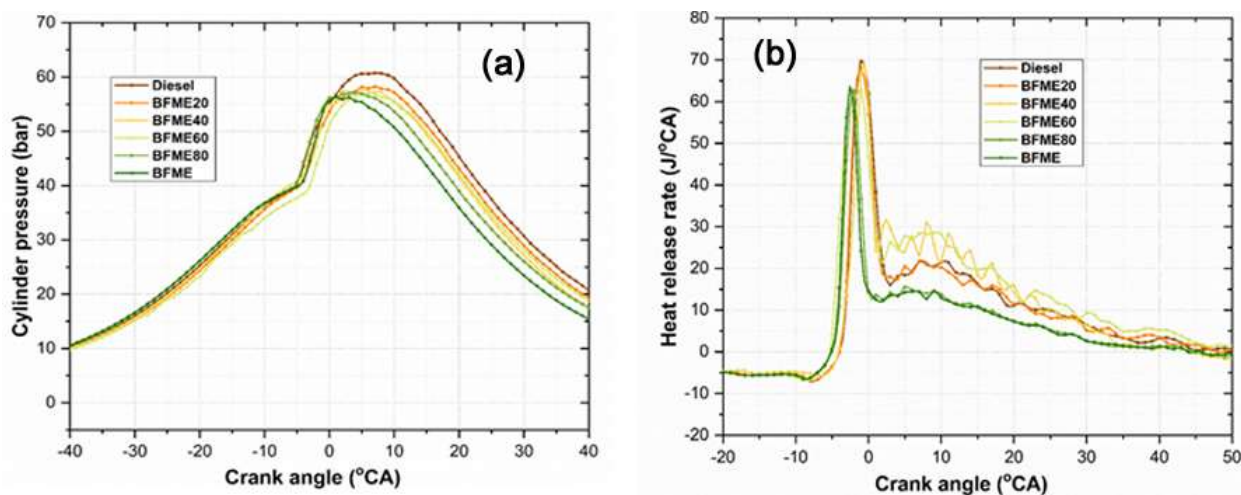 (a)
Cylinder pressure (bar)
70
60
50
40
30
20
10
0
Diesel
BFME20
BFME40
BFME60
BFME80
BFME
-40 -30 -20 -10 0 10 20 30 40
Crank angle (°CA)
(b)
Heat release rate (J/°CA)
80
70
60
50
40
30
20
10
0
-10
-20
Diesel
BFME20
BFME40
BFME60
BFME80
BFME
-20 -10 0 10 20 30 40 50
Crank angle (°CA)